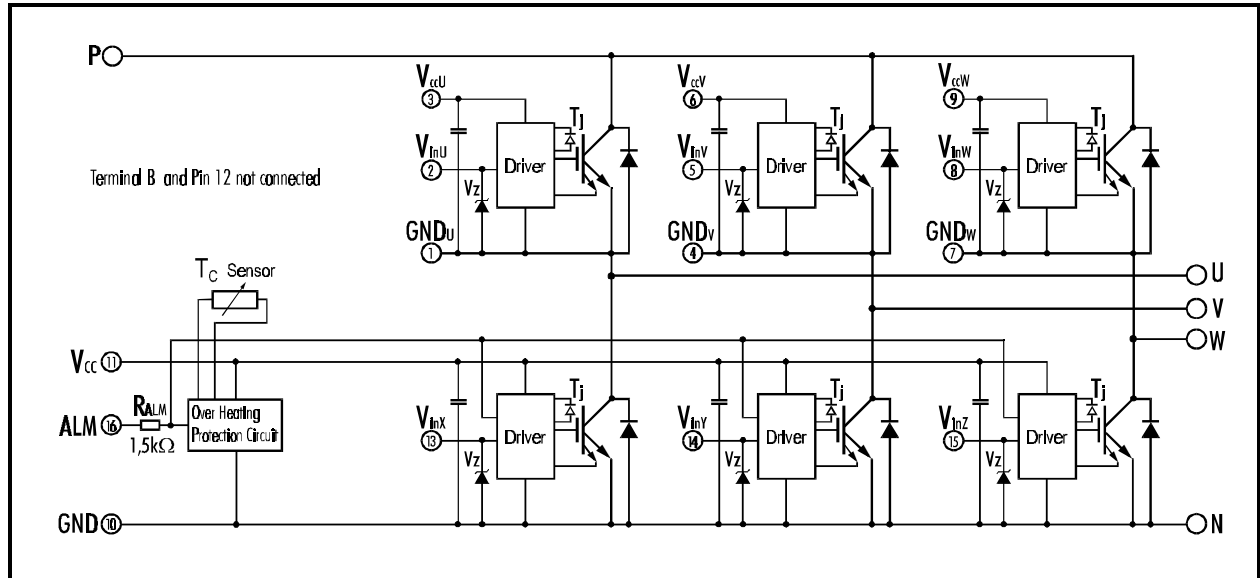 P
VccU
3
VinU
2
Vz
GNDU
1
Driver
Tj
VccV
6
VinV
5
Vz
GNDV
4
Driver
Tj
VccW
9
VinW
8
Vz
GNDW
7
Driver
Tj
Terminal B and Pin 12 not connected
TC Sensor
U
V
W
Vcc 11
RALM
ALM 16
1,5kΩ
Over Heating
Protection Circuit
VinX
13
Vz
Driver
Tj
VinY
14
Vz
Driver
Tj
VinZ
15
Vz
Driver
Tj
GND 10
N